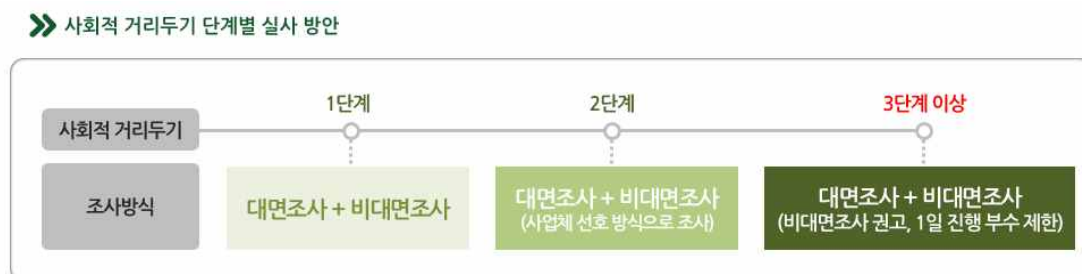 사회적 거리두기 단계별 실사 방안
1단계
2단계
3단계 이상
사회적 거리두기
조사방식
대면조사 + 비대면조사
대면조사 + 비대면조사
(사업체 선호 방식으로 조사)
대면조사 + 비대면조사
(비대면조사 권고, 1일 진행 부수 제한)